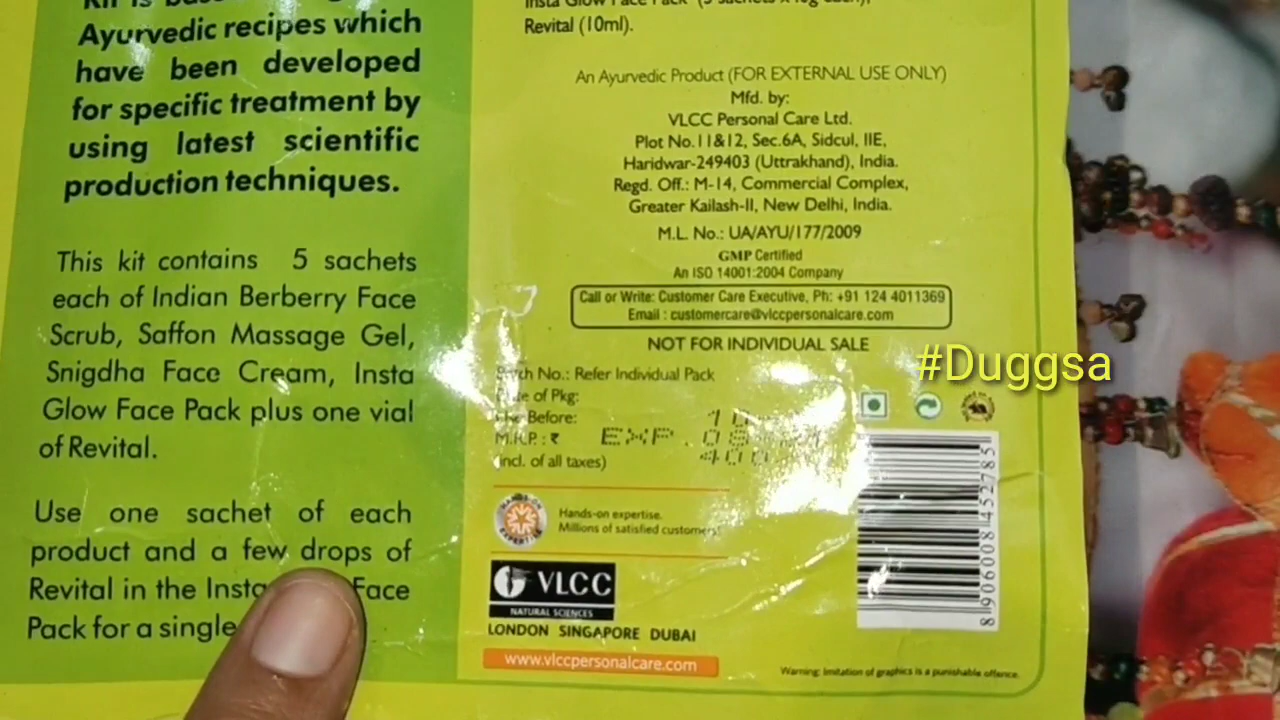 Ayurvedic recipes which
have been developed
for specific treatment by
using latest scientific
production techniques.
This kit contains 5 sachets
each of Indian Berberry Face
Scrub, Saffon Massage Gel,
Snigdha Face Cream, Insta
Glow Face Pack plus one vial
of Revital.
Use one sachet of each
product and a few drops of
Revital in the Insta Face
Pack for a single
Insta Glow Face Pack
Revital (10ml).
An Ayurvedic Product (FOR EXTERNAL USE ONLY)
Mfd. by:
VLCC Personal Care Ltd.
Plot No.11&12, Sec.6A, Sidcul, IIE,
Haridwar-249403 (Uttrakhand), India.
Regd. Off.: M-14, Commercial Complex,
Greater Kailash-II, New Delhi, India.
M.L. No.: UA/AYU/177/2009
GMP Certified
An ISO 14001:2004 Company
Call or Write: Customer Care Executive, Ph: +91 124 4011369
Email : customercare@vlccpersonalcare.com
NOT FOR INDIVIDUAL SALE
#Duggsa
No.: Refer Individual Pack
of Pkg:
Before:
M.R.P. : ₹ EXP.
400
(incl. of all taxes)
HANDS-ON
EXPERTISE
Hands-on expertise.
Millions of satisfied customers!
VLCC
NATURAL SCIENCES
LONDON SINGAPORE DUBAI
www.vlccpersonalcare.com
8 906008 452785
Warning: Imitation of graphics is a punishable offence.